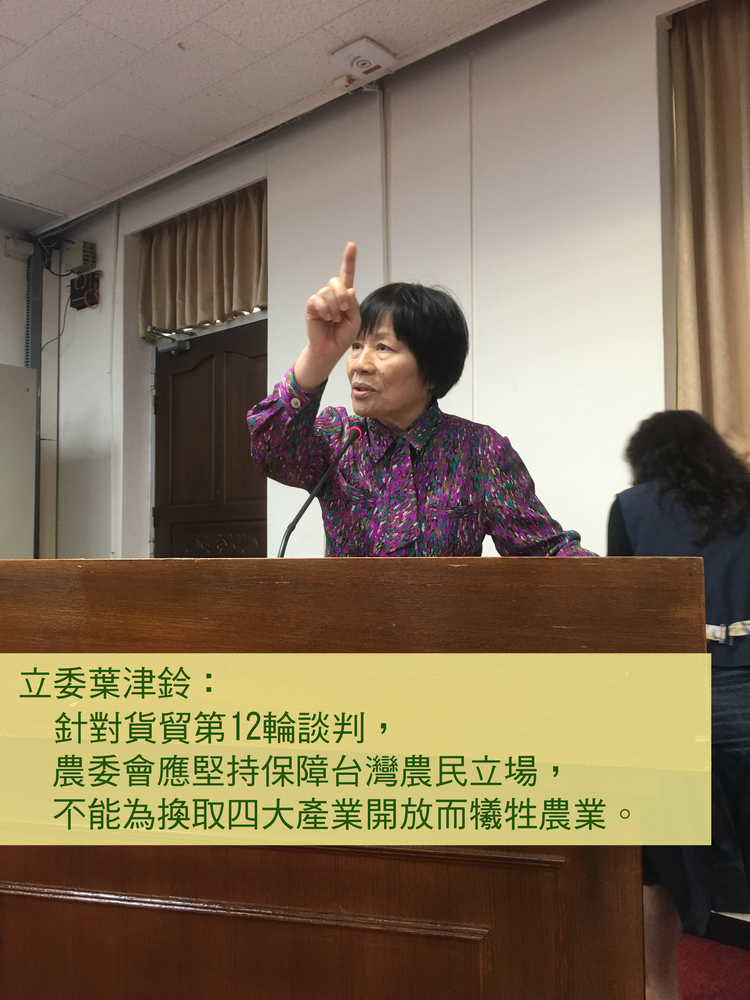 立委葉津鈴：
針對貨貿第12輪談判，
農委會應堅持保障台灣農民立場，
不能為換取四大產業開放而犧牲農業。